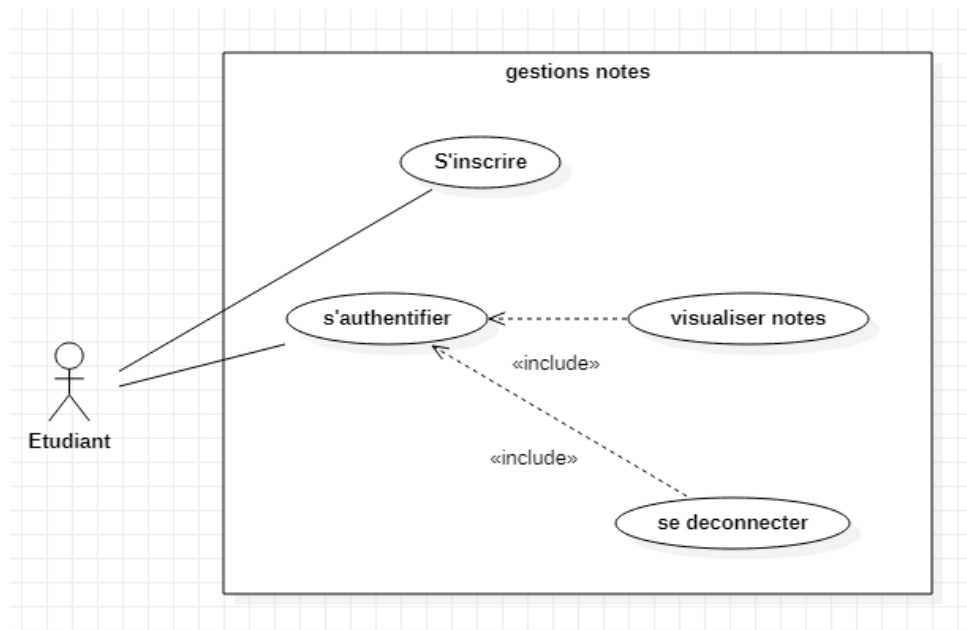 gestions notes
S'inscrire
s'authentifier
visualiser notes
«include»
Etudiant
«include»
se deconnecter